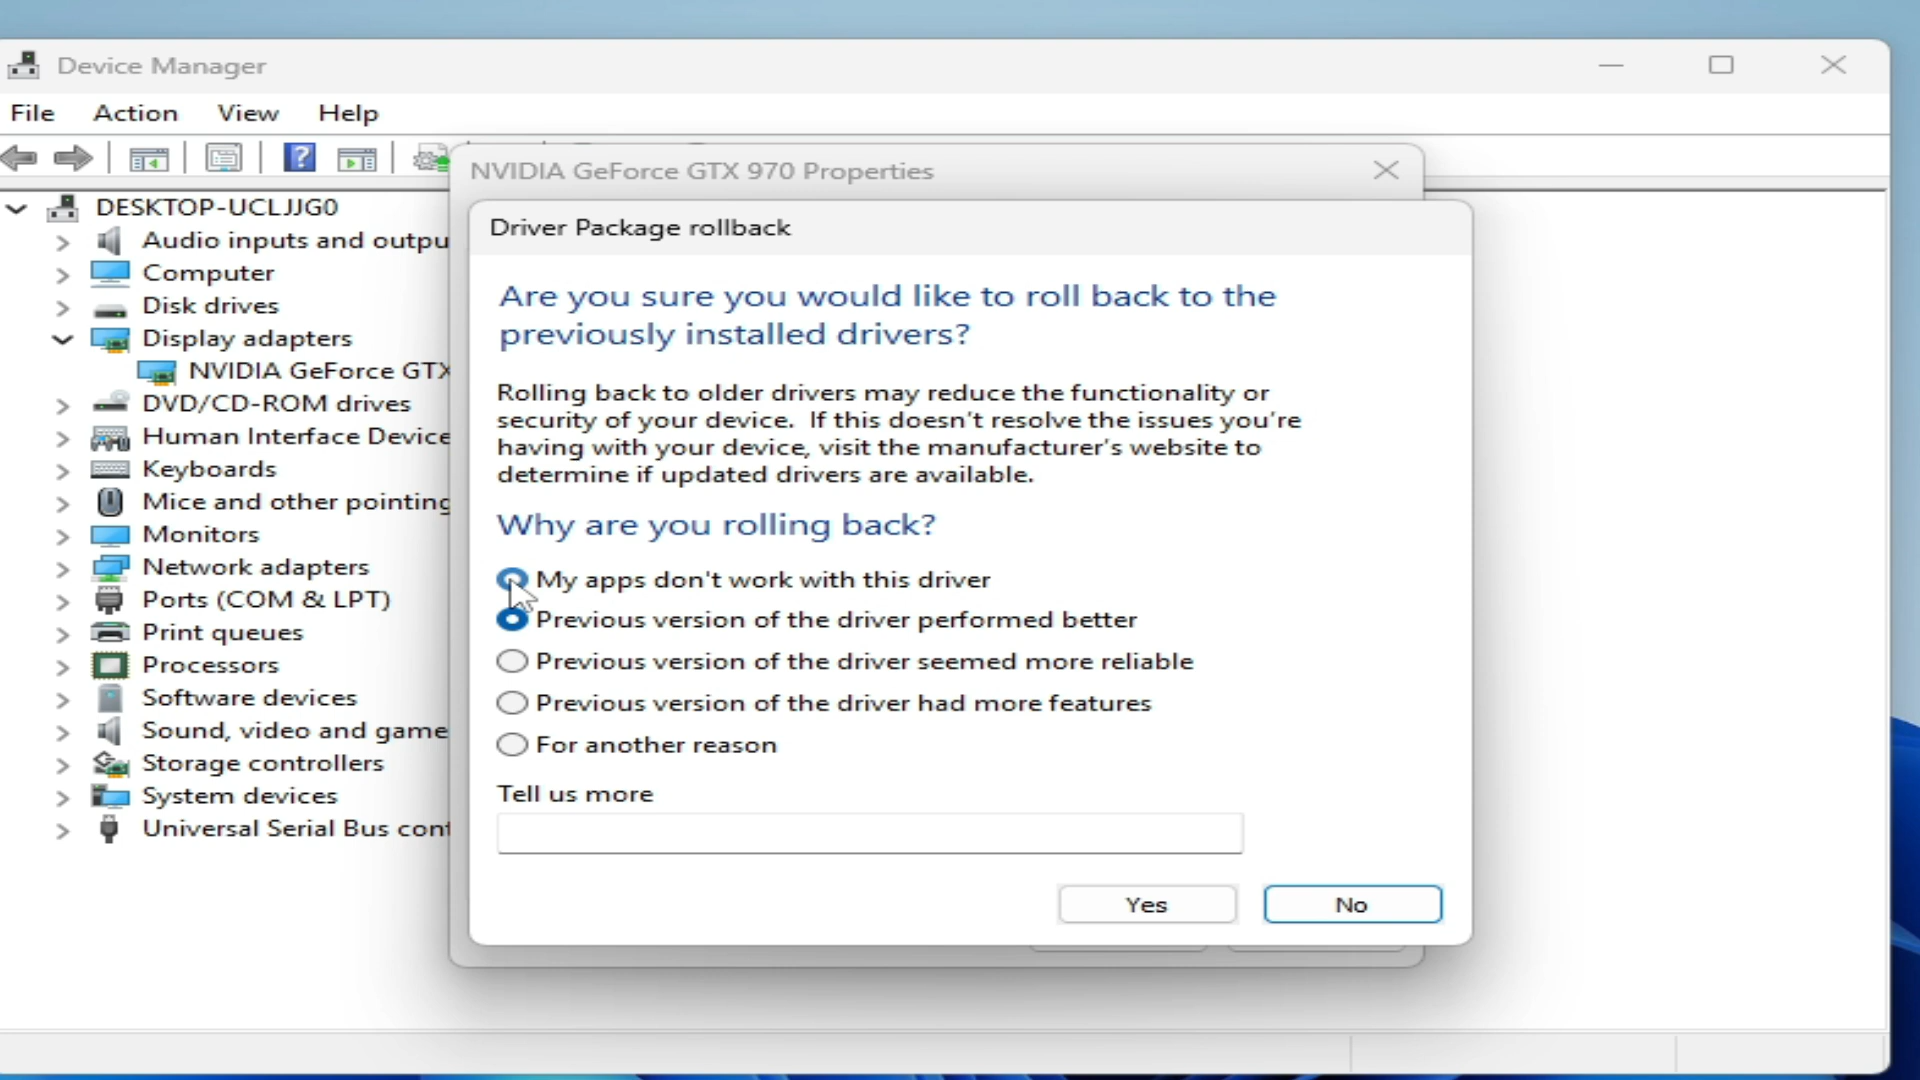 Device Manager
File Action View Help
NVIDIA GeForce GTX 970 Properties
DESKTOP-UCLJJG0
Audio inputs and outpu
Computer
Disk drives
Display adapters
NVIDIA GeForce GTX
DVD/CD-ROM drives
Human Interface Device
Keyboards
Mice and other pointing
Monitors
Network adapters
Ports (COM & LPT)
Print queues
Processors
Software devices
Sound, video and game
Storage controllers
System devices
Universal Serial Bus cont
Driver Package rollback
Are you sure you would like to roll back to the
previously installed drivers?
Rolling back to older drivers may reduce the functionality or
security of your device. If this doesn't resolve the issues you're
having with your device, visit the manufacturer's website to
determine if updated drivers are available.
Why are you rolling back?
My apps don't work with this driver
Previous version of the driver performed better
Previous version of the driver seemed more reliable
Previous version of the driver had more features
For another reason
Tell us more
Yes No